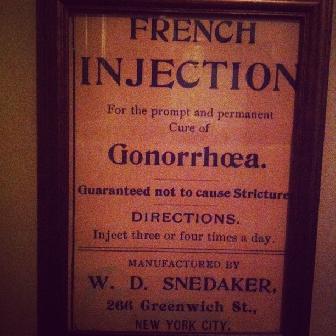 FRENCH
INJECTION
For the prompt and permanent
Cure of
Gonorrhœa.
Guaranteed not to cause Stricture
DIRECTIONS.
Inject three or four times a day.
MANUFACTURED BY
W. D. SNEDAKER,
266 Greenwich St.,
NEW YORK CITY.